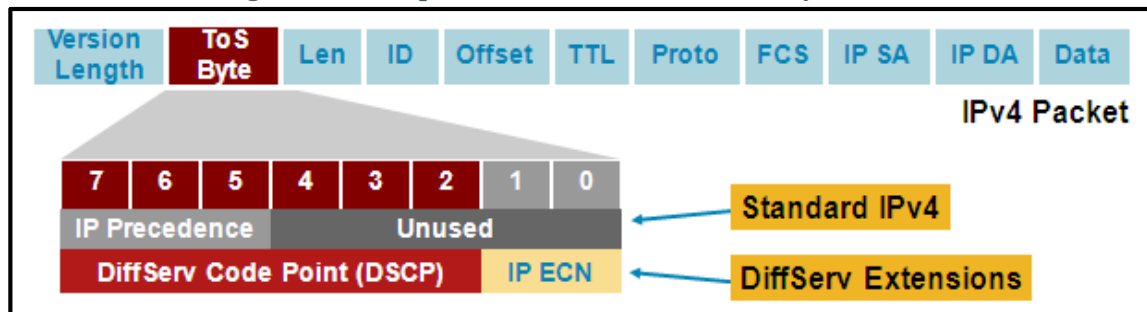 Version Length ToS Byte Len ID Offset TTL Proto FCS IP SA IP DA Data
IPv4 Packet
7 6 5 4 3 2 1 0
IP Precedence Unused
Standard IPv4
DiffServ Code Point (DSCP) IP ECN
DiffServ Extensions